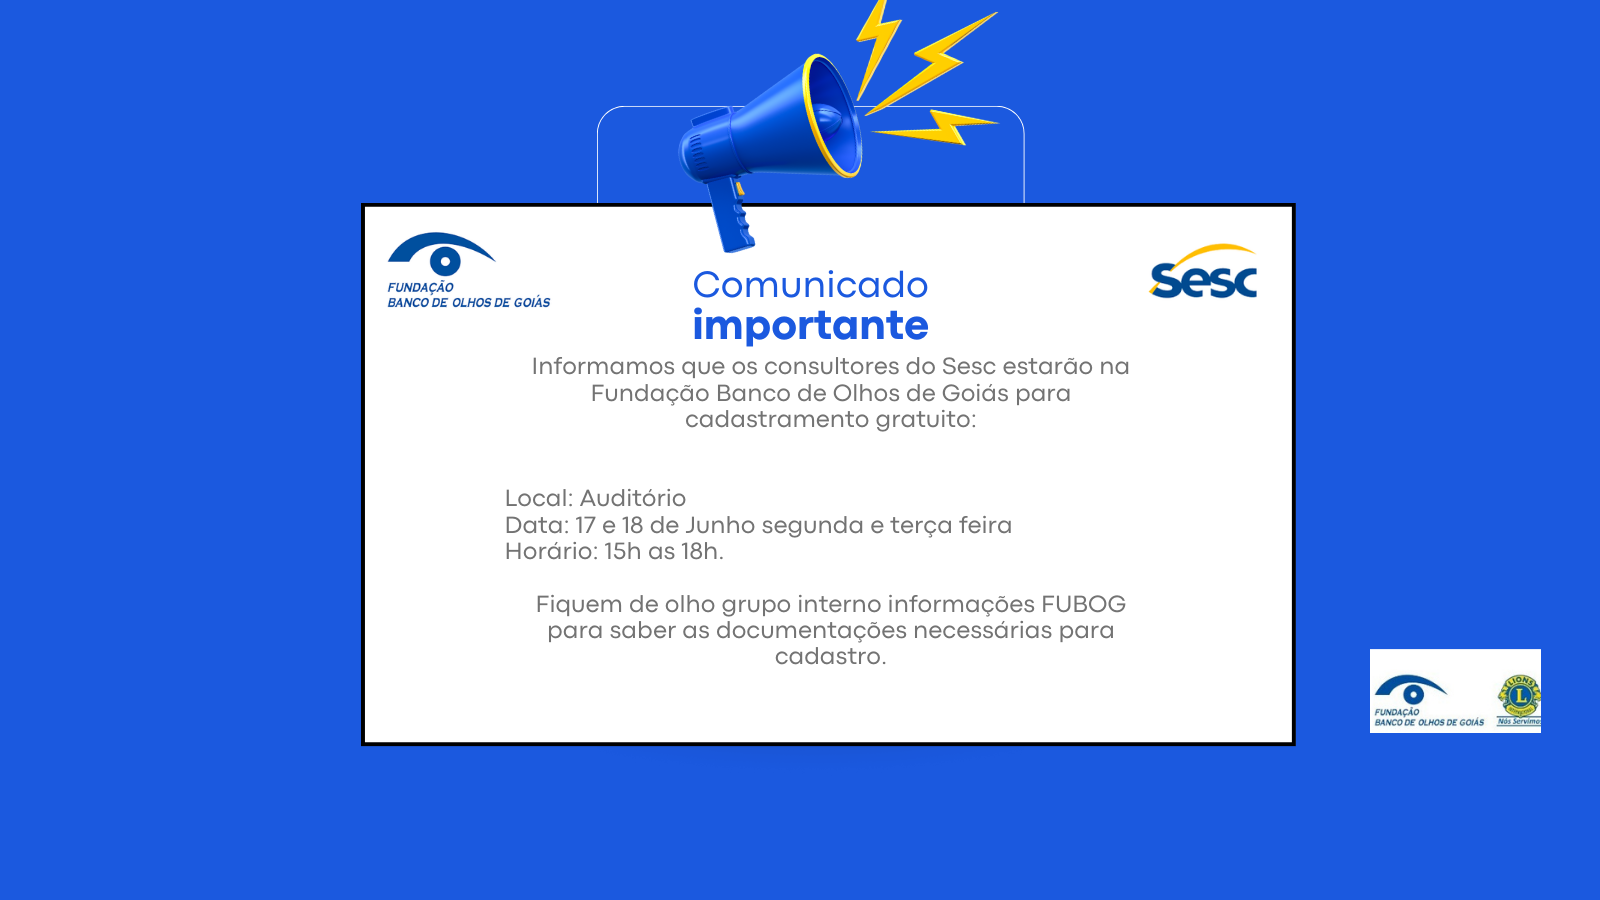 FUNDAÇÃO
BANCO DE OLHOS DE GOIÁS
Sesc
Comunicado
importante
Informamos que os consultores do Sesc estarão na
Fundação Banco de Olhos de Goiás para
cadastramento gratuito:
Local: Auditório
Data: 17 e 18 de Junho segunda e terça feira
Horário: 15h as 18h.
Fiquem de olho grupo interno informações FUBOG
para saber as documentações necessárias para
cadastro.
FUNDAÇÃO
BANCO DE OLHOS DE GOIÁS
LIONS
L
Nós Servimo